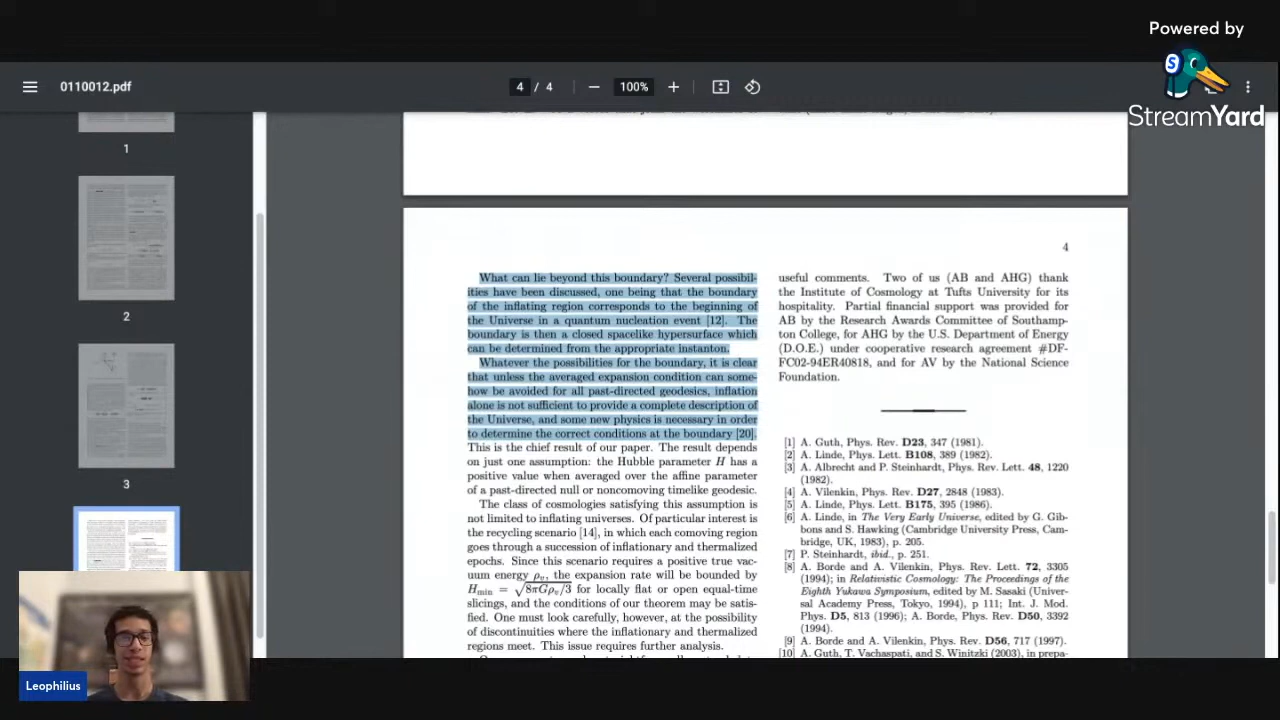 Powered by
StreamYard
0110012.pdf
4 / 4
100%
1
2
3
4
What can lie beyond this boundary? Several possibil-
ities have been discussed, one being that the boundary
of the inflating region corresponds to the beginning of
the Universe in a quantum nucleation event [12]. The
boundary is then a closed spacelike hypersurface which
can be determined from the appropriate instanton.
Whatever the possibilities for the boundary, it is clear
that unless the averaged expansion condition can some-
how be avoided for all past-directed geodesics, inflation
alone is not sufficient to provide a complete description of
the Universe, and some new physics is necessary in order
to determine the correct conditions at the boundary [20].
This is the chief result of our paper. The result depends
on just one assumption: the Hubble parameter H has a
positive value when averaged over the affine parameter
of a past-directed null or noncomoving timelike geodesic.
The class of cosmologies satisfying this assumption is
not limited to inflating universes. Of particular interest is
the recycling scenario [14], in which each comoving region
goes through a succession of inflationary and thermalized
epochs. Since this scenario requires a positive true vac-
uum energy ρᵥ, the expansion rate will be bounded by
Hmin = √8πGρᵥ/3 for locally flat or open equal-time
slicings, and the conditions of our theorem may be satis-
fied. One must look carefully, however, at the possibility
of discontinuities where the inflationary and thermalized
regions meet. This issue requires further analysis.
useful comments. Two of us (AB and AHG) thank
the Institute of Cosmology at Tufts University for its
hospitality. Partial financial support was provided for
AB by the Research Awards Committee of Southamp-
ton College, for AHG by the U.S. Department of Energy
(D.O.E.) under cooperative research agreement #DF-
FC02-94ER40818, and for AV by the National Science
Foundation.
[1] A. Guth, Phys. Rev. D23, 347 (1981).
[2] A. Linde, Phys. Lett. B108, 389 (1982).
[3] A. Albrecht and P. Steinhardt, Phys. Rev. Lett. 48, 1220
(1982).
[4] A. Vilenkin, Phys. Rev. D27, 2848 (1983).
[5] A. Linde, Phys. Lett. B175, 395 (1986).
[6] A. Linde, in The Very Early Universe, edited by G. Gib-
bons and S. Hawking (Cambridge University Press, Cam-
bridge, UK, 1983), p. 205.
[7] P. Steinhardt, ibid., p. 251.
[8] A. Borde and A. Vilenkin, Phys. Rev. Lett. 72, 3305
(1994); in Relativistic Cosmology: The Proceedings of the
Eighth Yukawa Symposium, edited by M. Sasaki (Univer-
sal Academy Press, Tokyo, 1994), p 111; Int. J. Mod.
Phys. D5, 813 (1996); A. Borde, Phys. Rev. D50, 3392
(1994).
[9] A. Borde and A. Vilenkin, Phys. Rev. D56, 717 (1997).
[10] A. Guth, T. Vachaspati, and S. Winitzki (2003), in prepa-
Leophilius